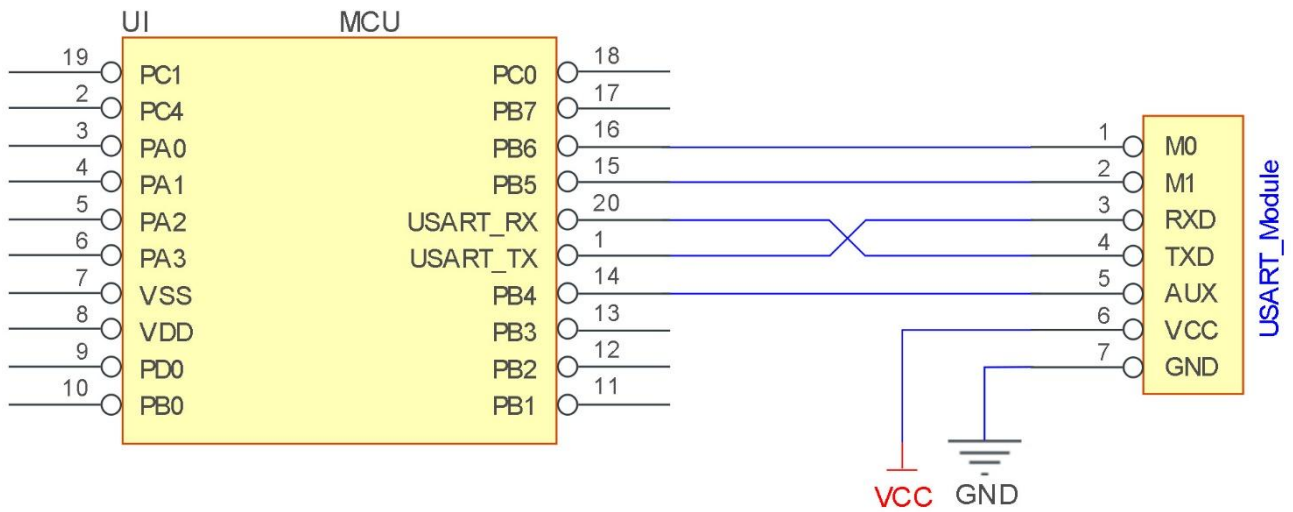 UI MCU
19 PC1 PC0 18
2 PC4 PB7 17
3 PA0 PB6 16 1 M0
4 PA1 PB5 15 2 M1
5 PA2 USART_RX 20 3 RXD
6 PA3 USART_TX 1 4 TXD
7 VSS PB4 14 5 AUX
8 VDD PB3 13 6 VCC
9 PD0 PB2 12 7 GND
10 PB0 PB1 11
USART_Module
VCC GND